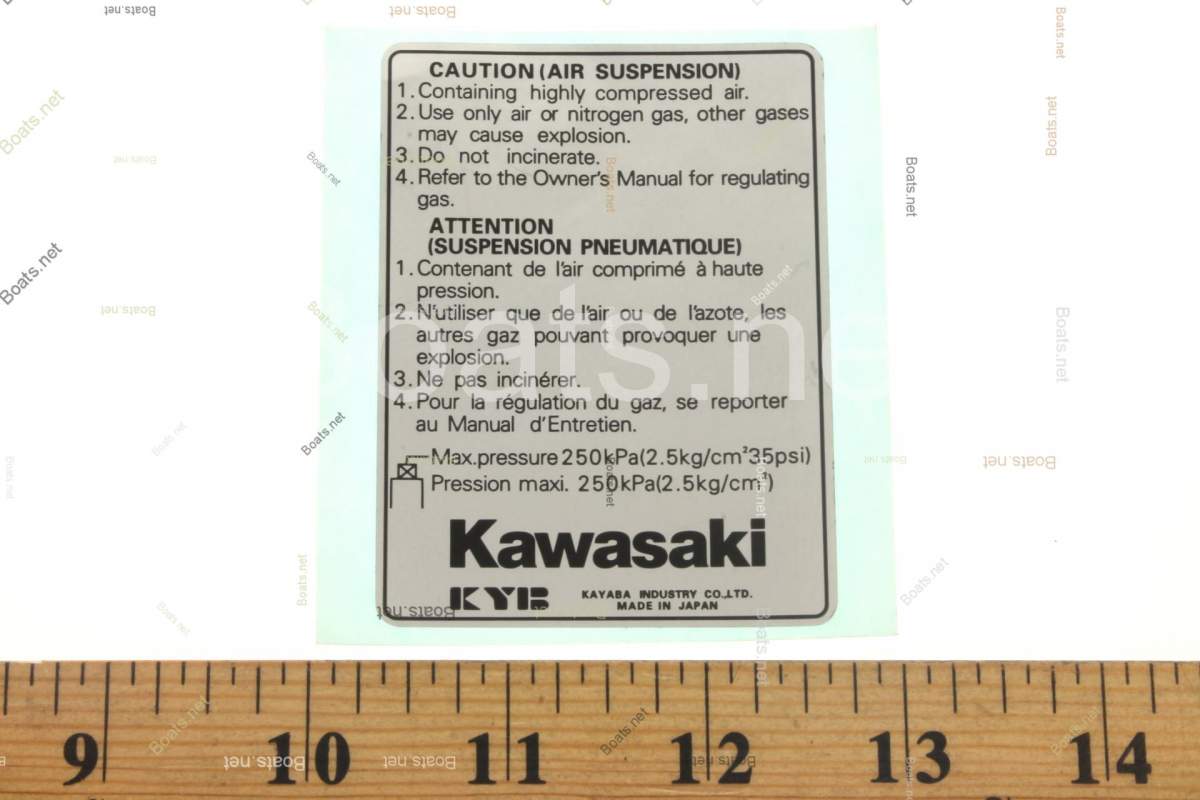 CAUTION (AIR SUSPENSION)
1. Containing highly compressed air.
2. Use only air or nitrogen gas, other gases
may cause explosion.
3. Do not incinerate.
4. Refer to the Owner's Manual for regulating
gas.
ATTENTION
(SUSPENSION PNEUMATIQUE)
1. Contenant de l'air comprimé à haute
pression.
2. N'utiliser que de l'air ou de l'azote, les
autres gaz pouvant provoquer une
explosion.
3. Ne pas incinérer.
4. Pour la régulation du gaz, se reporter
au Manual d'Entretien.
Max.pressure 250kPa(2.5kg/cm²35psi)
Pression maxi. 250kPa(2.5kg/cm²)
Kawasaki
KYB
KAYABA INDUSTRY CO.,LTD.
MADE IN JAPAN
boats.net
9 10 11 12 13 14